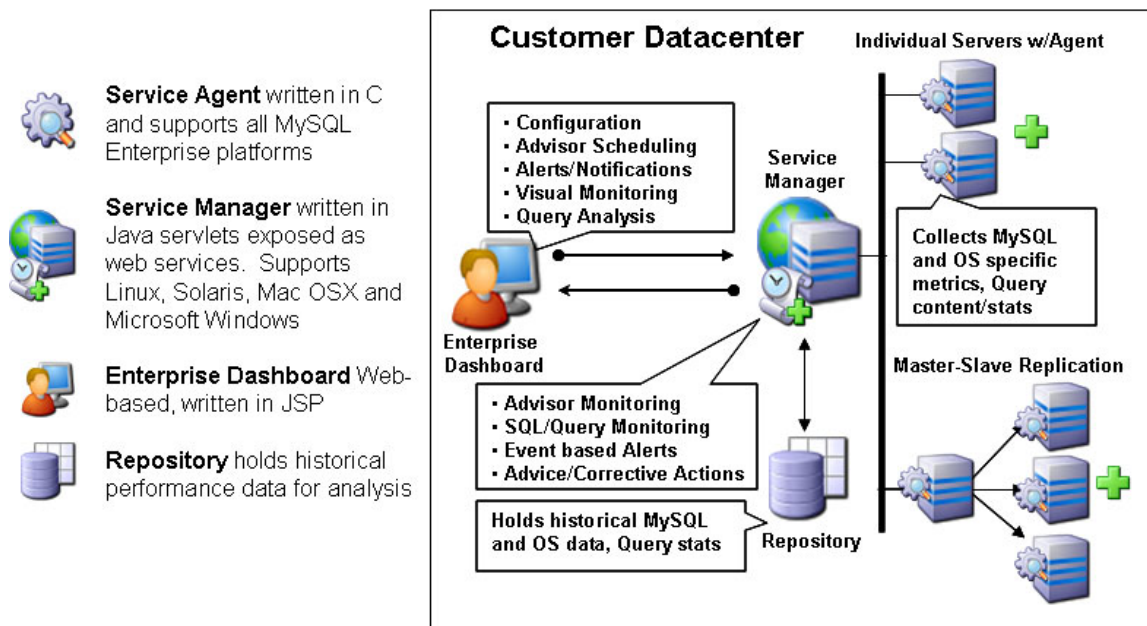 Service Agent written in C
and supports all MySQL
Enterprise platforms
Service Manager written in
Java servlets exposed as
web services.  Supports
Linux, Solaris, Mac OSX and
Microsoft Windows
Enterprise Dashboard Web-
based, written in JSP
Repository holds historical
performance data for analysis
Customer Datacenter
Individual Servers w/Agent
▪ Configuration
▪ Advisor Scheduling
▪ Alerts/Notifications
▪ Visual Monitoring
▪ Query Analysis
Service
Manager
Collects MySQL
and OS specific
metrics, Query
content/stats
Enterprise
Dashboard
Master-Slave Replication
▪ Advisor Monitoring
▪ SQL/Query Monitoring
▪ Event based Alerts
▪ Advice/Corrective Actions
Holds historical MySQL
and OS data, Query stats
Repository